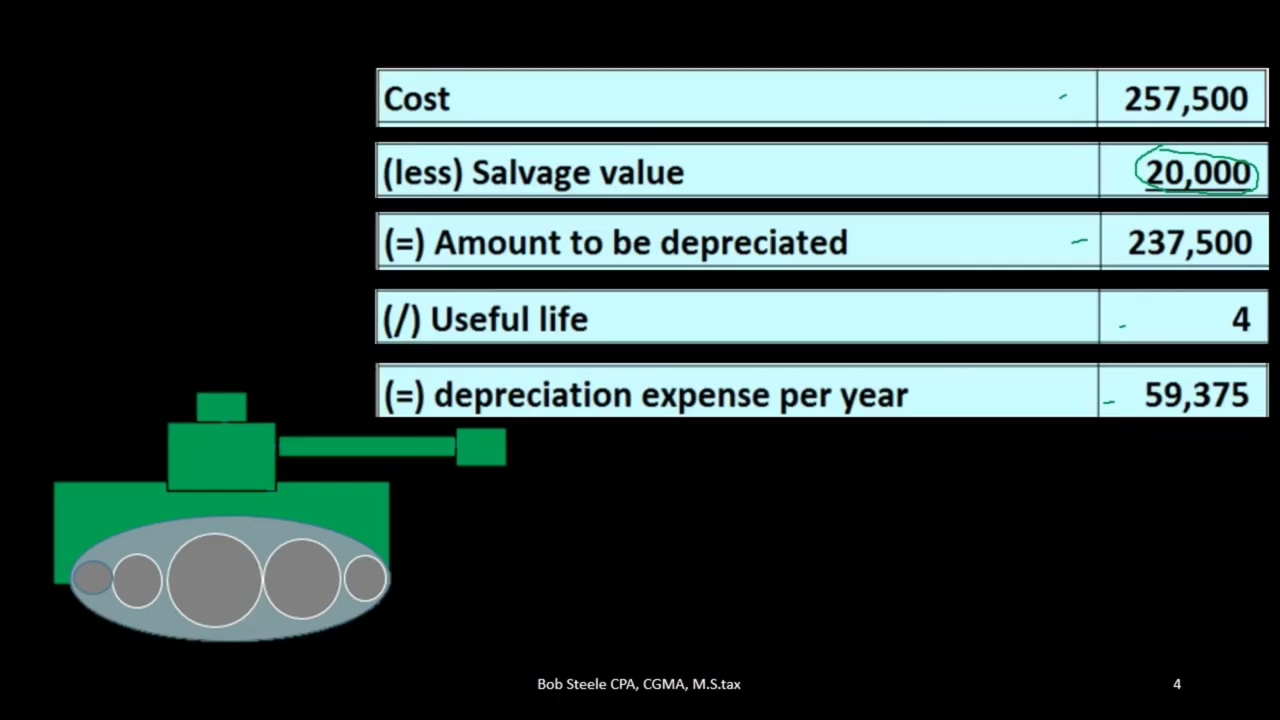 Cost 257,500
(less) Salvage value 20,000
(=) Amount to be depreciated 237,500
(/) Useful life 4
(=) depreciation expense per year 59,375
Bob Steele CPA, CGMA, M.S.tax 4